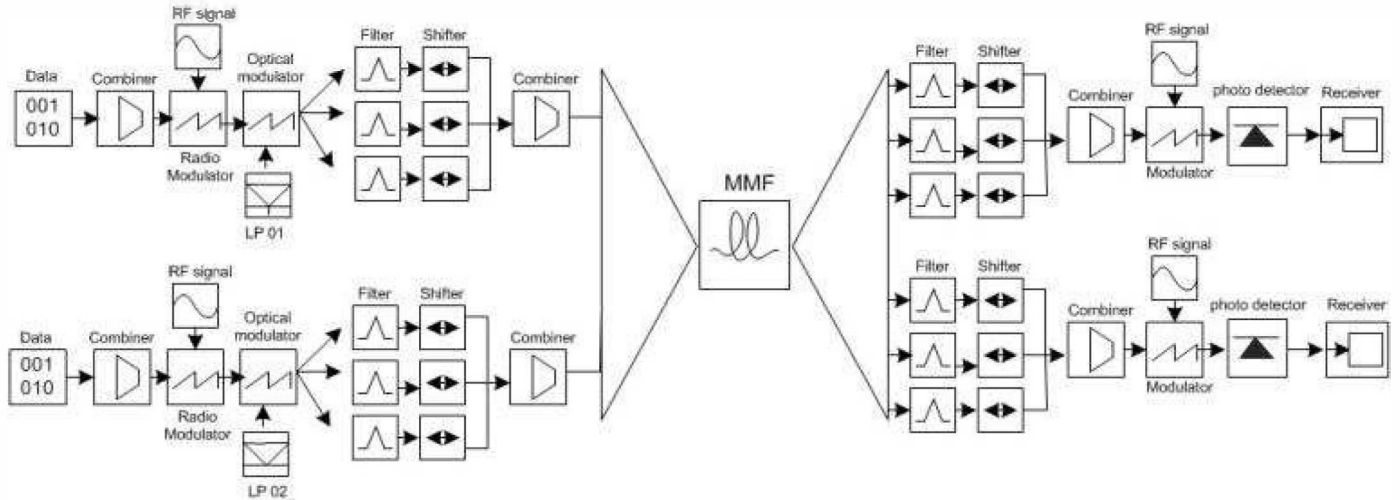 RF signal
Data
Combiner
001
010
Radio
Modulator
Optical
modulator
LP 01
Filter
Shifter
Combiner
RF signal
Data
Combiner
001
010
Radio
Modulator
Optical
modulator
LP 02
Filter
Shifter
Combiner
MMF
Filter
Shifter
Combiner
RF signal
Modulator
photo detector
Receiver
Filter
Shifter
Combiner
RF signal
Modulator
photo detector
Receiver